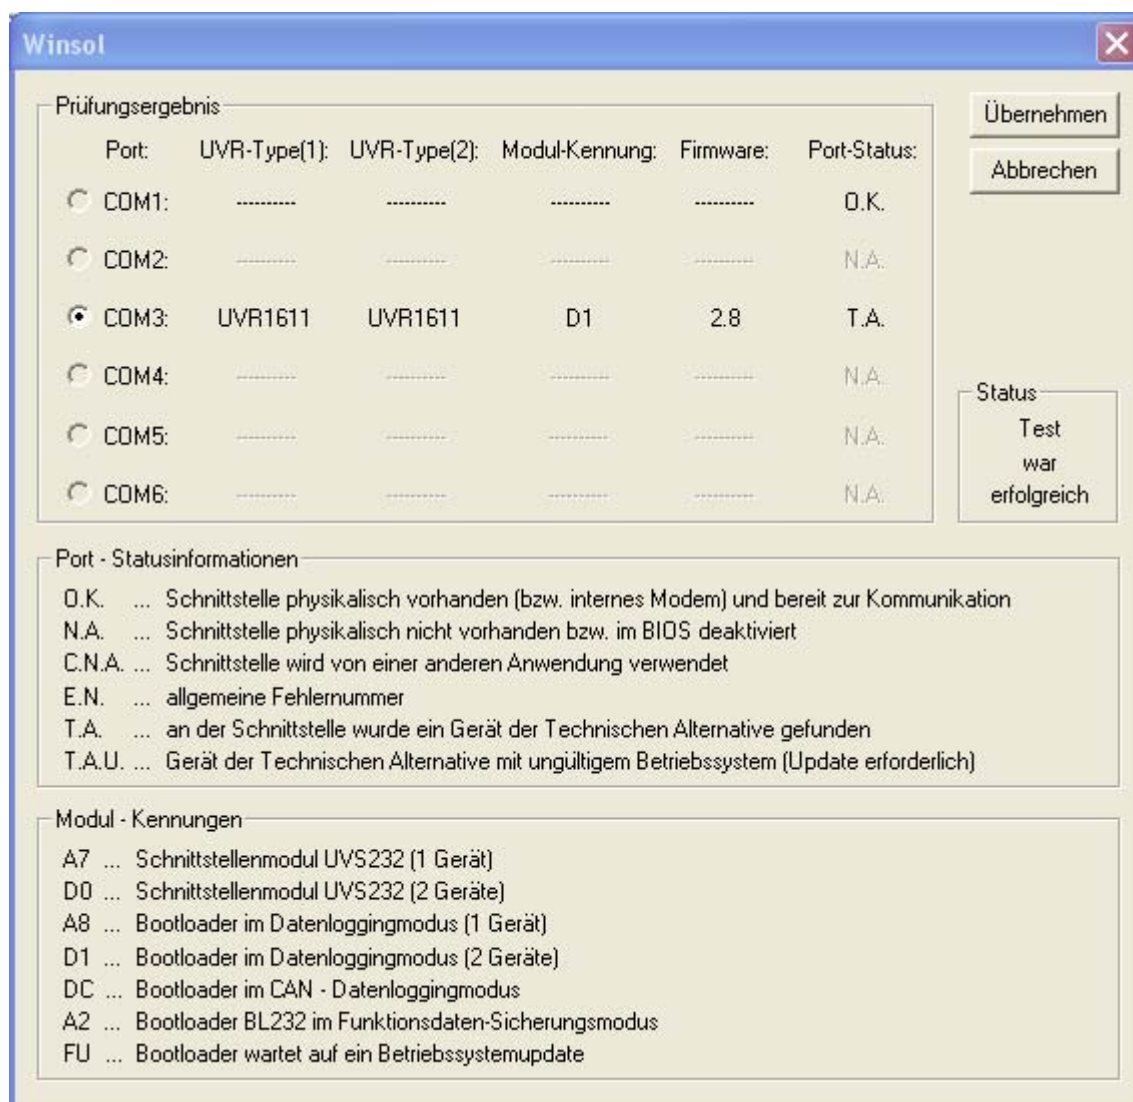 Winsol
Prüfungsergebnis
Port: UVR-Type(1): UVR-Type(2): Modul-Kennung: Firmware: Port-Status:
COM1: ---------- ---------- ---------- ---------- O.K.
COM2: ---------- ---------- ---------- ---------- N.A.
COM3: UVR1611 UVR1611 D1 2.8 T.A.
COM4: ---------- ---------- ---------- ---------- N.A.
COM5: ---------- ---------- ---------- ---------- N.A.
COM6: ---------- ---------- ---------- ---------- N.A.
Übernehmen
Abbrechen
Status
Test
war
erfolgreich
Port - Statusinformationen
O.K. ... Schnittstelle physikalisch vorhanden (bzw. internes Modem) und bereit zur Kommunikation
N.A. ... Schnittstelle physikalisch nicht vorhanden bzw. im BIOS deaktiviert
C.N.A. ... Schnittstelle wird von einer anderen Anwendung verwendet
E.N. ... allgemeine Fehlernummer
T.A. ... an der Schnittstelle wurde ein Gerät der Technischen Alternative gefunden
T.A.U. ... Gerät der Technischen Alternative mit ungültigem Betriebssystem (Update erforderlich)
Modul - Kennungen
A7 ... Schnittstellenmodul UVS232 (1 Gerät)
D0 ... Schnittstellenmodul UVS232 (2 Geräte)
A8 ... Bootloader im Datenloggingmodus (1 Gerät)
D1 ... Bootloader im Datenloggingmodus (2 Geräte)
DC ... Bootloader im CAN - Datenloggingmodus
A2 ... Bootloader BL232 im Funktionsdaten-Sicherungsmodus
FU ... Bootloader wartet auf ein Betriebssystemupdate